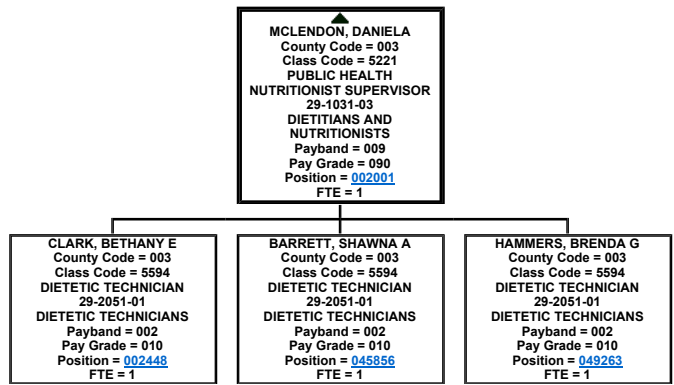 MCLENDON, DANIELA
County Code = 003
Class Code = 5221
PUBLIC HEALTH
NUTRITIONIST SUPERVISOR
29-1031-03
DIETITIANS AND
NUTRITIONISTS
Payband = 009
Pay Grade = 090
Position = 002001
FTE = 1
CLARK, BETHANY E
County Code = 003
Class Code = 5594
DIETETIC TECHNICIAN
29-2051-01
DIETETIC TECHNICIANS
Payband = 002
Pay Grade = 010
Position = 002448
FTE = 1
BARRETT, SHAWNA A
County Code = 003
Class Code = 5594
DIETETIC TECHNICIAN
29-2051-01
DIETETIC TECHNICIANS
Payband = 002
Pay Grade = 010
Position = 045856
FTE = 1
HAMMERS, BRENDA G
County Code = 003
Class Code = 5594
DIETETIC TECHNICIAN
29-2051-01
DIETETIC TECHNICIANS
Payband = 002
Pay Grade = 010
Position = 049263
FTE = 1